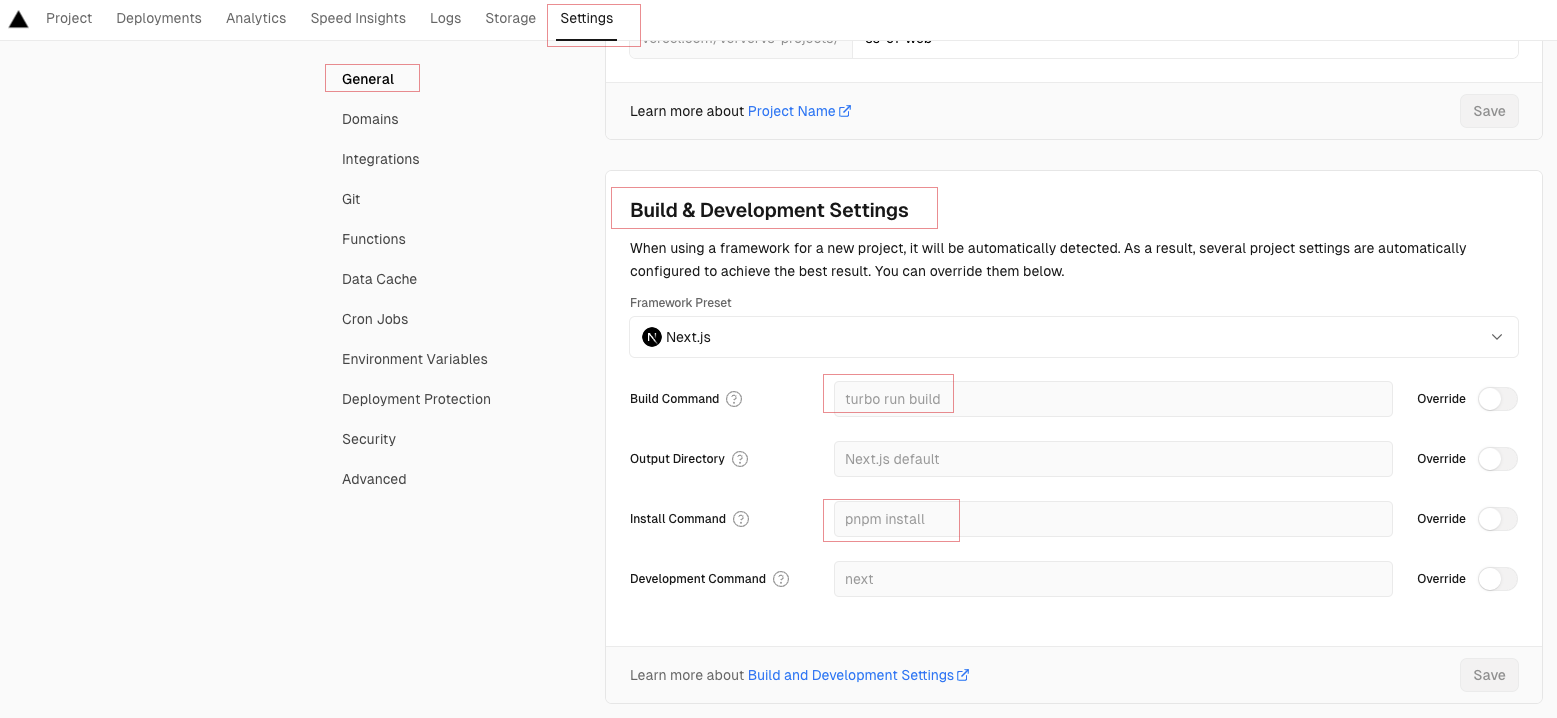 Project Deployments Analytics Speed Insights Logs Storage Settings
General
Domains
Integrations
Git
Functions
Data Cache
Cron Jobs
Environment Variables
Deployment Protection
Security
Advanced
Learn more about Project Name
Save
Build & Development Settings
When using a framework for a new project, it will be automatically detected. As a result, several project settings are automatically
configured to achieve the best result. You can override them below.
Framework Preset
N Next.js
Build Command ? turbo run build Override
Output Directory ? Next.js default Override
Install Command ? pnpm install Override
Development Command ? next Override
Learn more about Build and Development Settings
Save